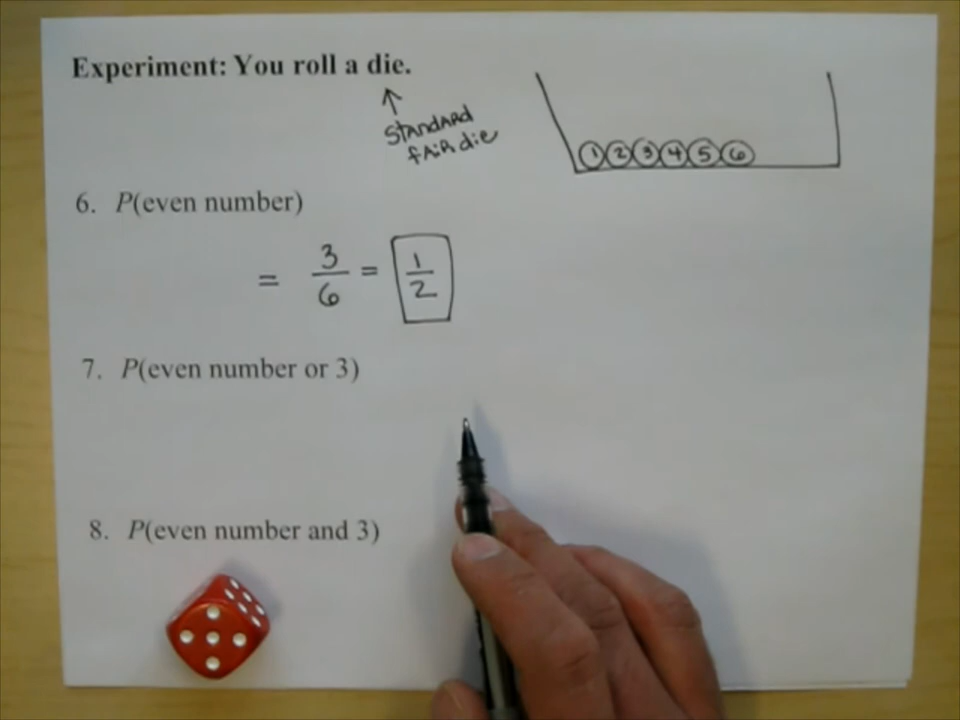 Experiment: You roll a die.
STANDARD
fAIR die
1 2 3 4 5 6
6. P(even number)
= 3/6 = 1/2
7. P(even number or 3)
8. P(even number and 3)